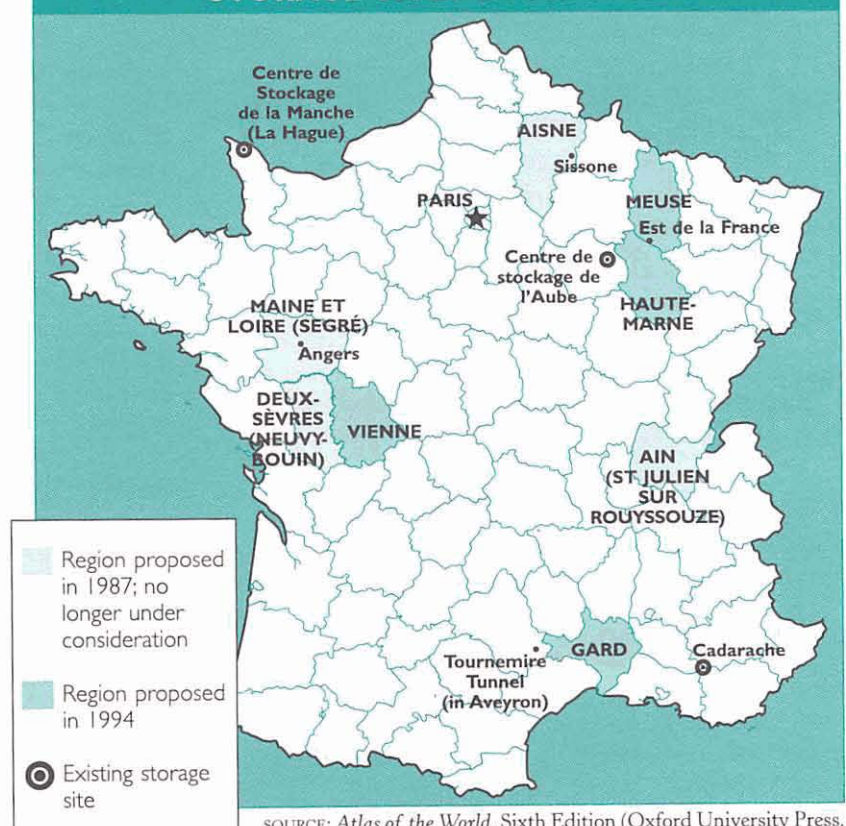 Centre de
Stockage
de la Manche
(La Hague)
AISNE
Sissone
PARIS
MEUSE
Est de la France
Centre de
stockage de
l'Aube
HAUTE-
MARNE
MAINE ET
LOIRE (SEGRÉ)
Angers
DEUX-
SÈVRES
(NEUVY-
BOUIN)
VIENNE
AIN
(ST JULIEN
SUR
ROUYSSOUZE)
GARD
Tournemire
Tunnel
(in Aveyron)
Cadarache
Region proposed
in 1987; no
longer under
consideration
Region proposed
in 1994
Existing storage
site
SOURCE: Atlas of the World, Sixth Edition (Oxford University Press,